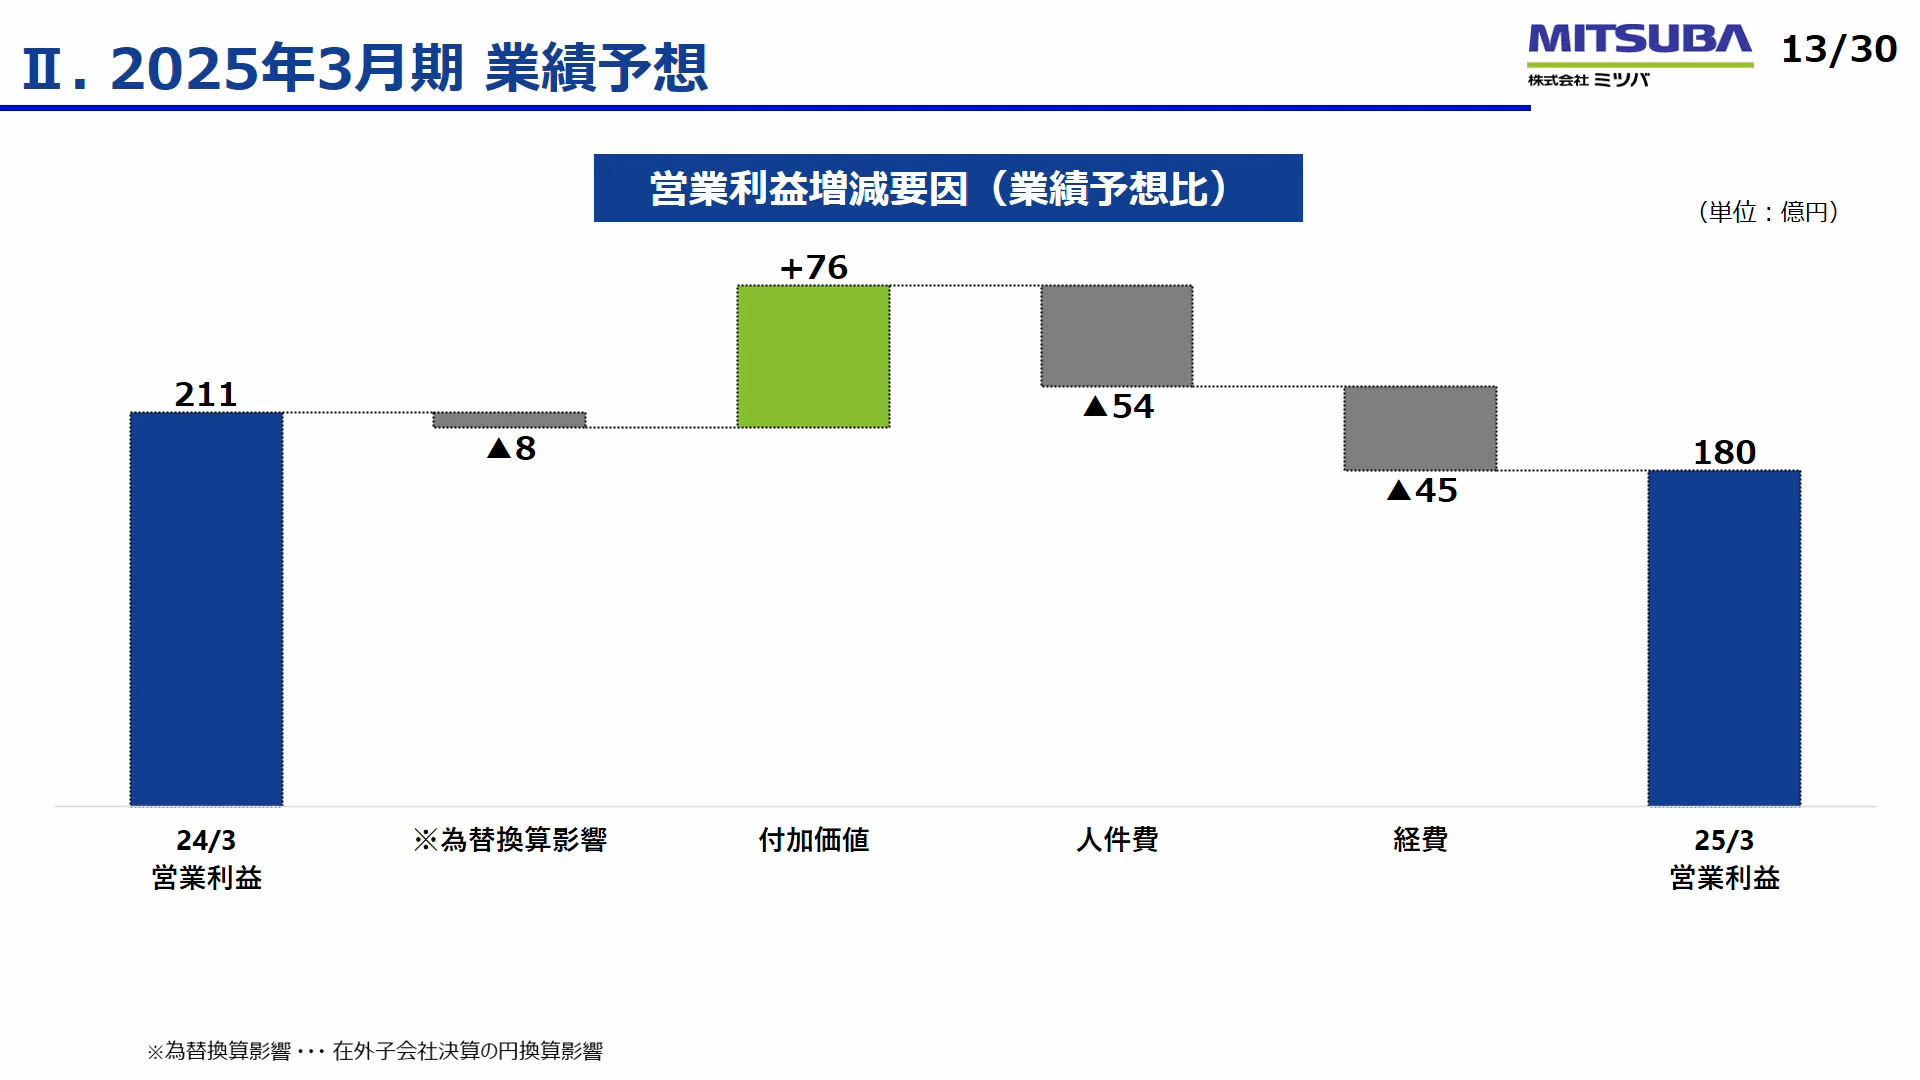 Ⅱ. 2025年3月期 業績予想
MITSUBA
株式会社 ミツバ
13/30
営業利益増減要因（業績予想比）
（単位：億円）
211
▲8
+76
▲54
▲45
180
24/3
営業利益
※為替換算影響
付加価値
人件費
経費
25/3
営業利益
※為替換算影響・・・ 在外子会社決算の円換算影響